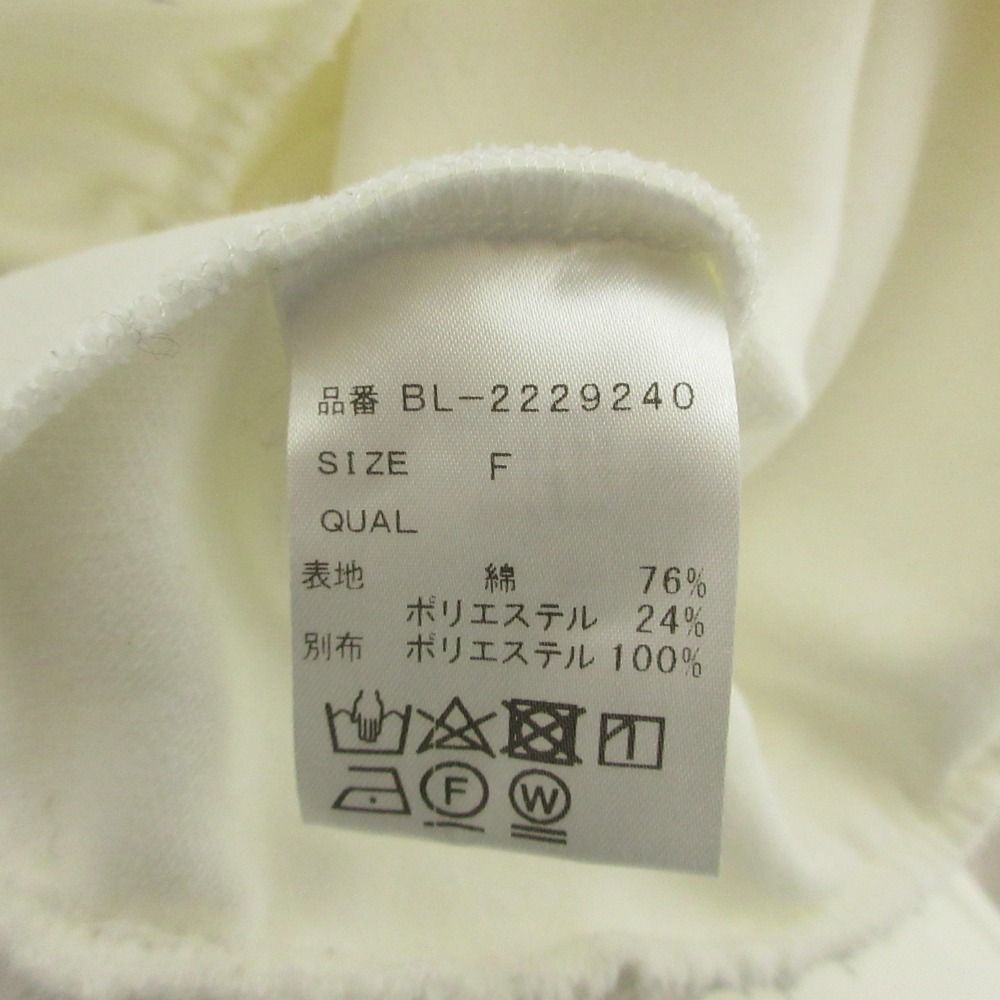 品番 BL-2229240
SIZE F
QUAL
表地 綿 76%
ポリエステル 24%
別布 ポリエステル 100%
F W